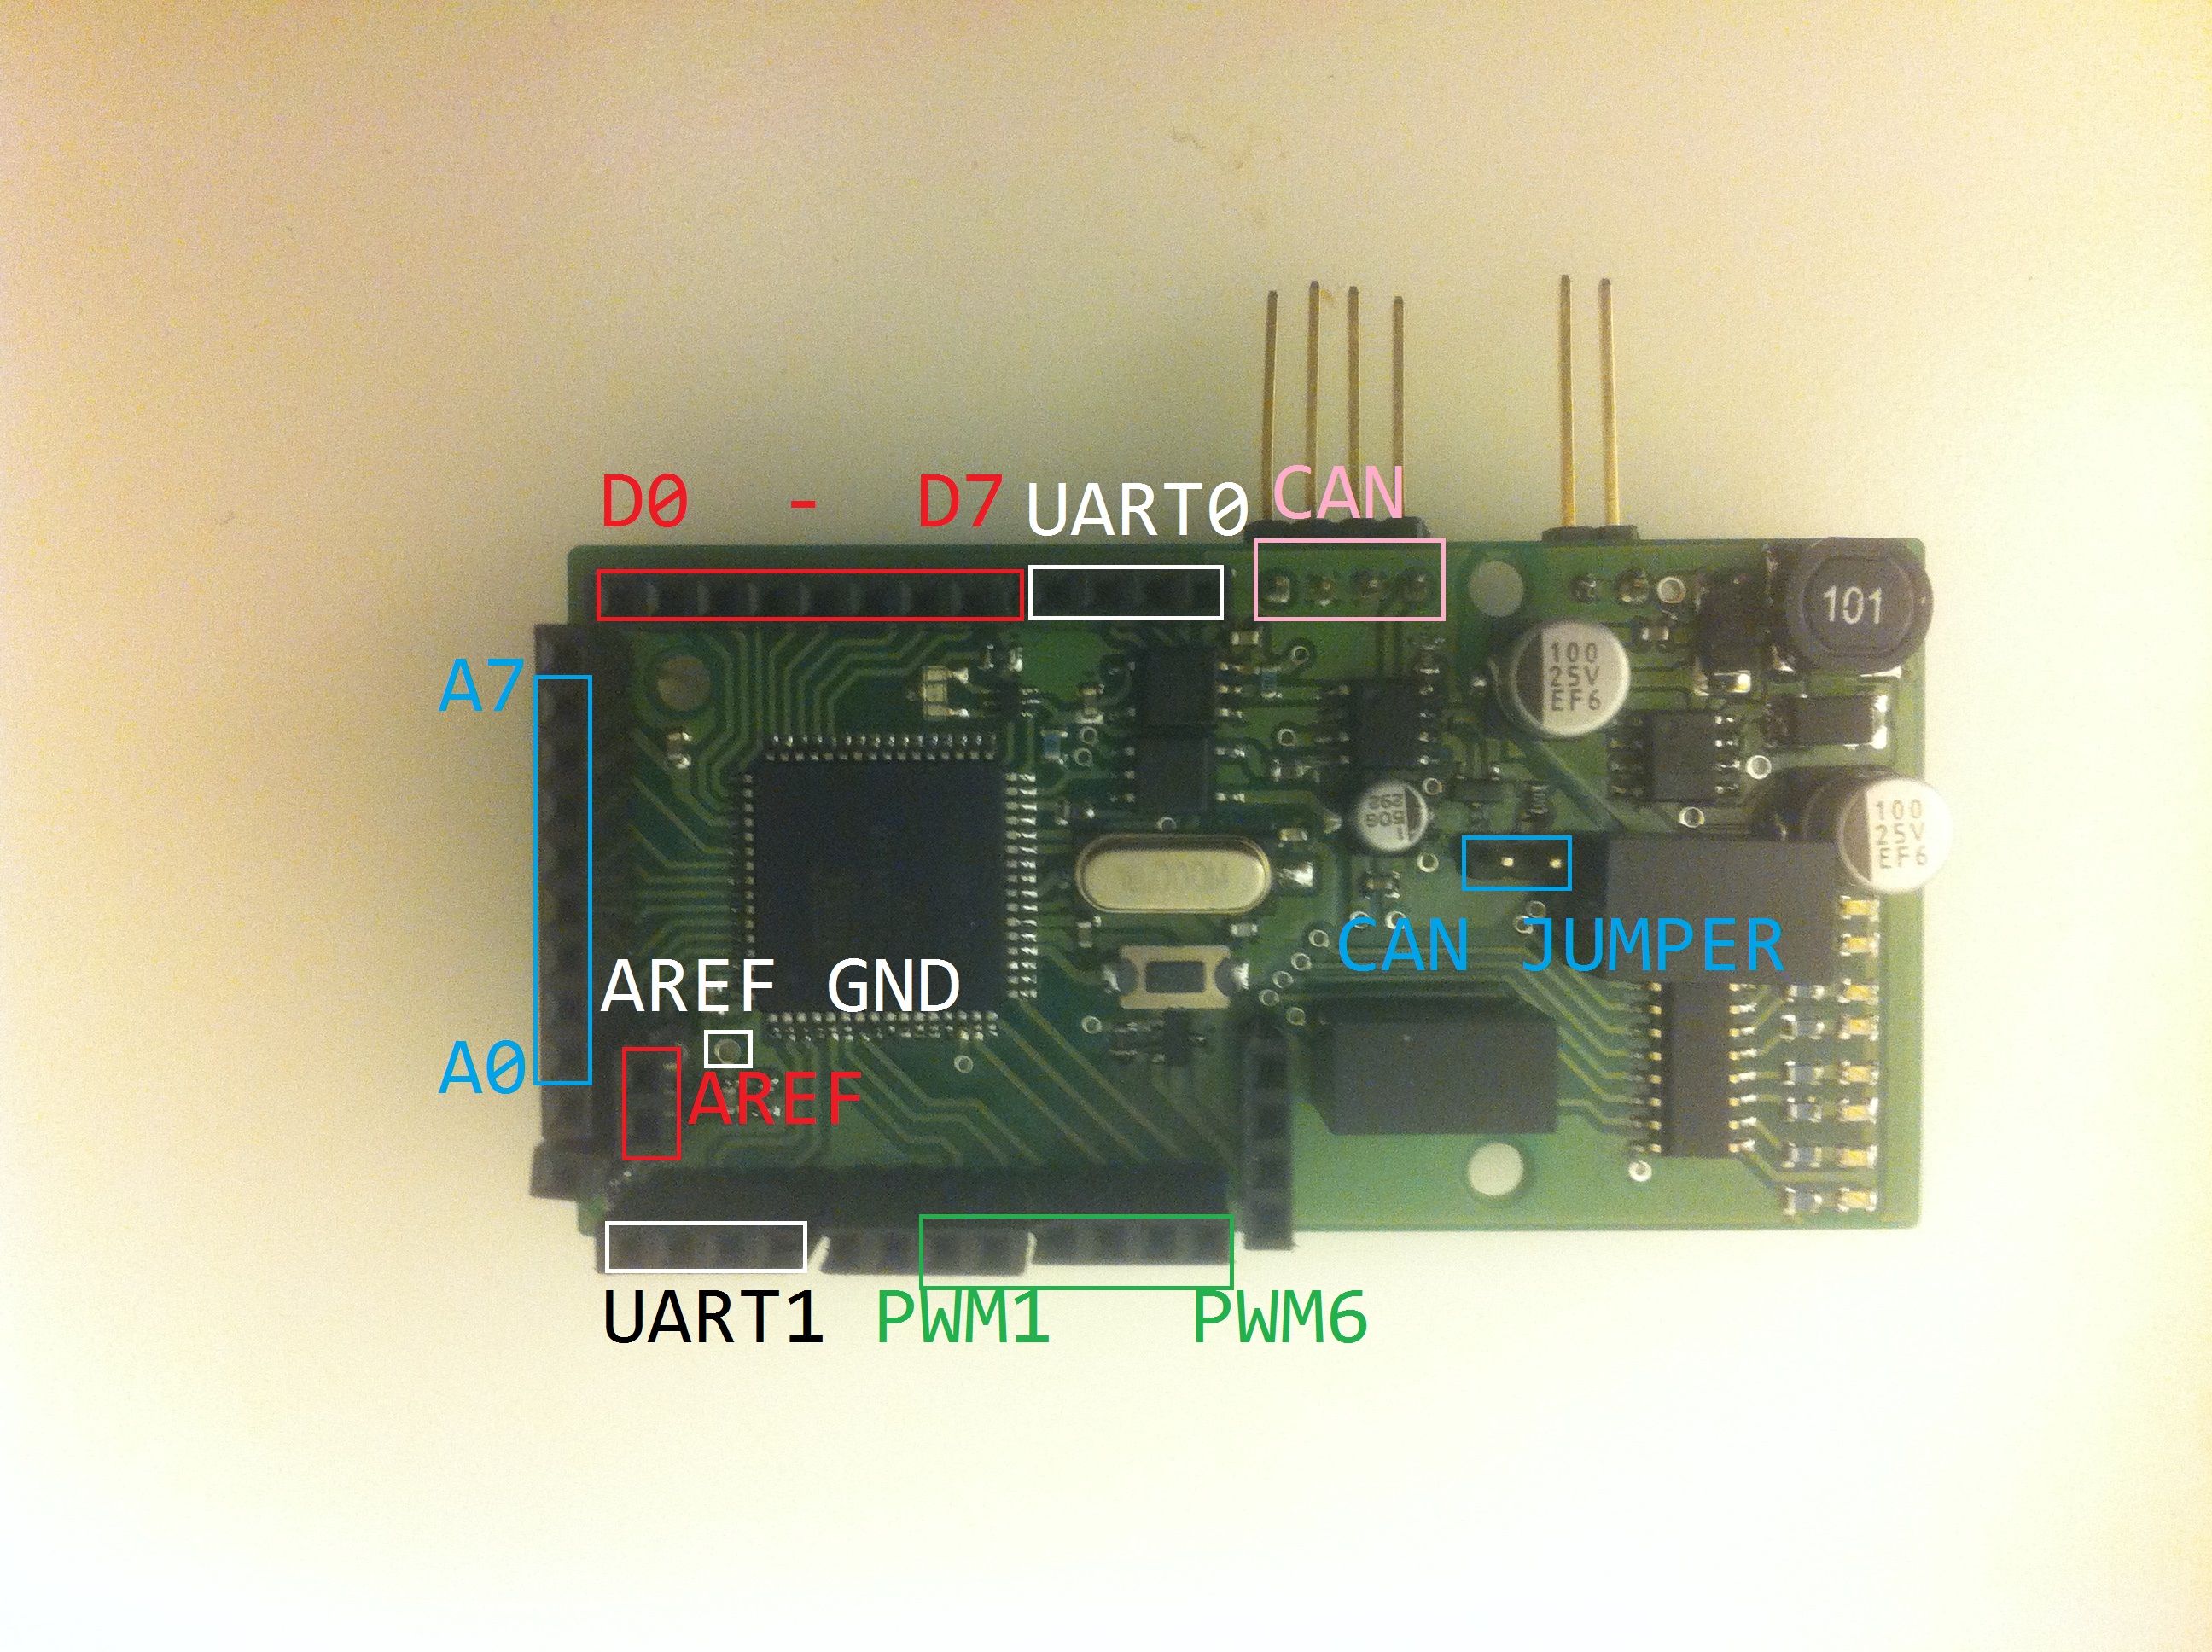 D0 - D7
UART0
CAN
101
100
25V
EF6
A7
100
25V
EF6
CAN JUMPER
AREF GND
A0
AREF
UART1
PWM1
PWM6